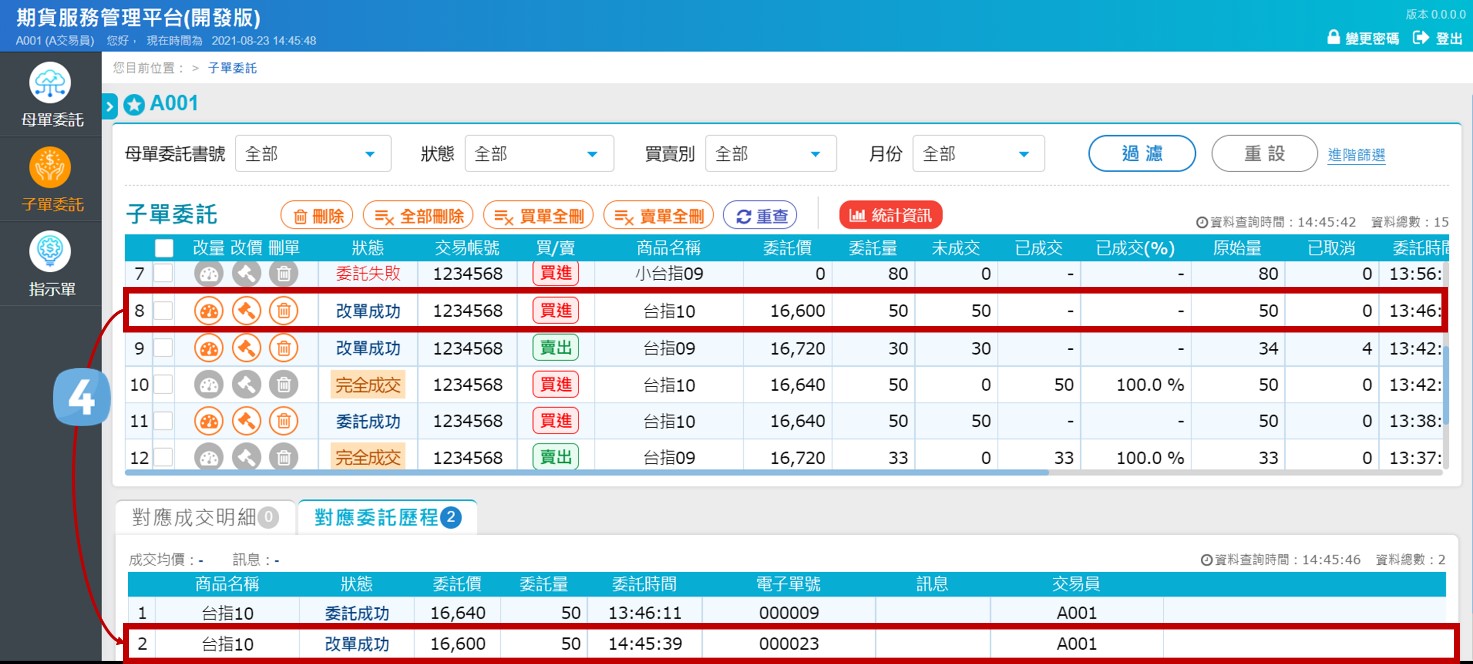 期貨服務管理平台(開發版)
版本 0.0.0.0
A001 (A交易員) 您好， 現在時間為 2021-08-23 14:45:48
變更密碼 登出
您目前位置： > 子單委託
母單委託
子單委託
指示單
A001
母單委託書號 全部 狀態 全部 買賣別 全部 月份 全部 過濾 重設 進階篩選
子單委託 刪除 全部刪除 買單全刪 賣單全刪 重查 統計資訊 資料查詢時間：14:45:42 資料總數：15
改量 改價 刪單 狀態 交易帳號 買/賣 商品名稱 委託價 委託量 未成交 已成交 已成交(%) 原始量 已取消 委託時間
7 委託失敗 1234568 買進 小台指09 0 80 0 - - 80 0 13:56:
8 改單成功 1234568 買進 台指10 16,600 50 50 - - 50 0 13:46:
9 改單成功 1234568 賣出 台指09 16,720 30 30 - - 34 4 13:42:
10 完全成交 1234568 買進 台指10 16,640 50 0 50 100.0 % 50 0 13:42:
11 委託成功 1234568 買進 台指10 16,640 50 50 - - 50 0 13:38:
12 完全成交 1234568 賣出 台指09 16,720 33 0 33 100.0 % 33 0 13:37:
4
對應成交明細 0 對應委託歷程 2
成交均價：- 訊息：- 資料查詢時間：14:45:46 資料總數：2
商品名稱 狀態 委託價 委託量 委託時間 電子單號 訊息 交易員
1 台指10 委託成功 16,640 50 13:46:11 000009 A001
2 台指10 改單成功 16,600 50 14:45:39 000023 A001